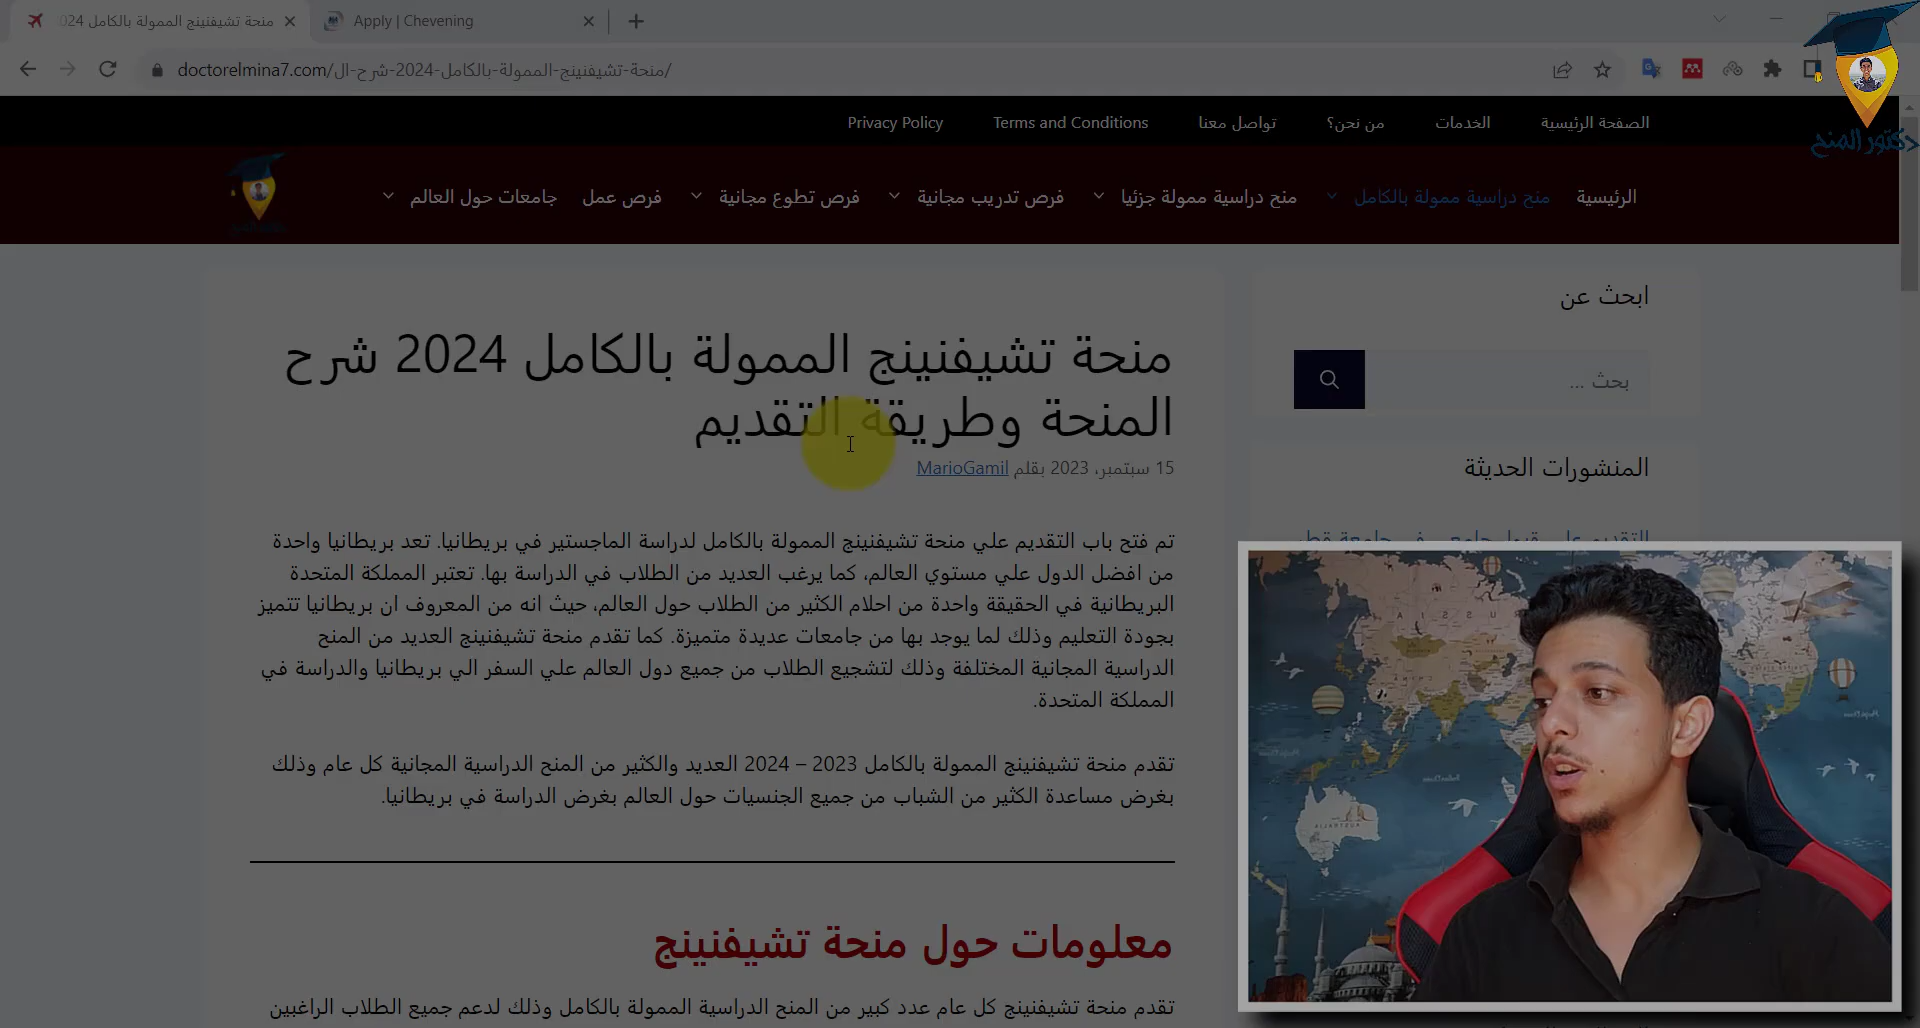 منحة تشيفنينج الممولة بالكامل 024
Apply | Chevening
doctorelmina7.com/منحة-تشيفنينج-الممولة-بالكامل-2024-شرح-ال/
دكتور المنح
الصفحة الرئيسية
الخدمات
من نحن؟
تواصل معنا
Terms and Conditions
Privacy Policy
الرئيسية
منح دراسية ممولة بالكامل
منح دراسية ممولة جزئيا
فرص تدريب مجانية
فرص تطوع مجانية
فرص عمل
جامعات حول العالم
ابحث عن
بحث ...
المنشورات الحديثة
التقديم علي قبول جامعي في جامعة قطر
منحة تشيفنينج الممولة بالكامل 2024 شرح
المنحة وطريقة التقديم
15 سبتمبر، 2023 بقلم MarioGamil
تم فتح باب التقديم علي منحة تشيفنينج الممولة بالكامل لدراسة الماجستير في بريطانيا. تعد بريطانيا واحدة
من افضل الدول علي مستوي العالم، كما يرغب العديد من الطلاب في الدراسة بها. تعتبر المملكة المتحدة
البريطانية في الحقيقة واحدة من احلام الكثير من الطلاب حول العالم، حيث انه من المعروف ان بريطانيا تتميز
بجودة التعليم وذلك لما يوجد بها من جامعات عديدة متميزة. كما تقدم منحة تشيفنينج العديد من المنح
الدراسية المجانية المختلفة وذلك لتشجيع الطلاب من جميع دول العالم علي السفر الي بريطانيا والدراسة في
المملكة المتحدة.
تقدم منحة تشيفنينج الممولة بالكامل 2023 – 2024 العديد والكثير من المنح الدراسية المجانية كل عام وذلك
بغرض مساعدة الكثير من الشباب من جميع الجنسيات حول العالم بغرض الدراسة في بريطانيا.
معلومات حول منحة تشيفنينج
تقدم منحة تشيفنينج كل عام عدد كبير من المنح الدراسية الممولة بالكامل وذلك لدعم جميع الطلاب الراغبين